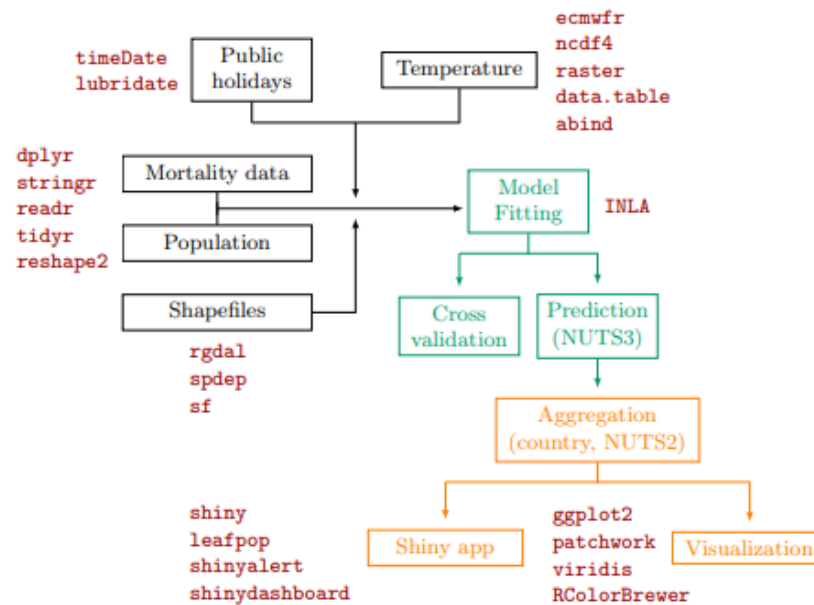 timeDate
lubridate
Public
holidays
Temperature
ecmwfr
ncdf4
raster
data.table
abind
dplyr
stringr
readr
tidyr
reshape2
Mortality data
Population
Shapefiles
rgdal
spdep
sf
Model
Fitting
INLA
Cross
validation
Prediction
(NUTS3)
Aggregation
(country, NUTS2)
shiny
leafpop
shinyalert
shinydashboard
Shiny app
ggplot2
patchwork
viridis
RColorBrewer
Visualization